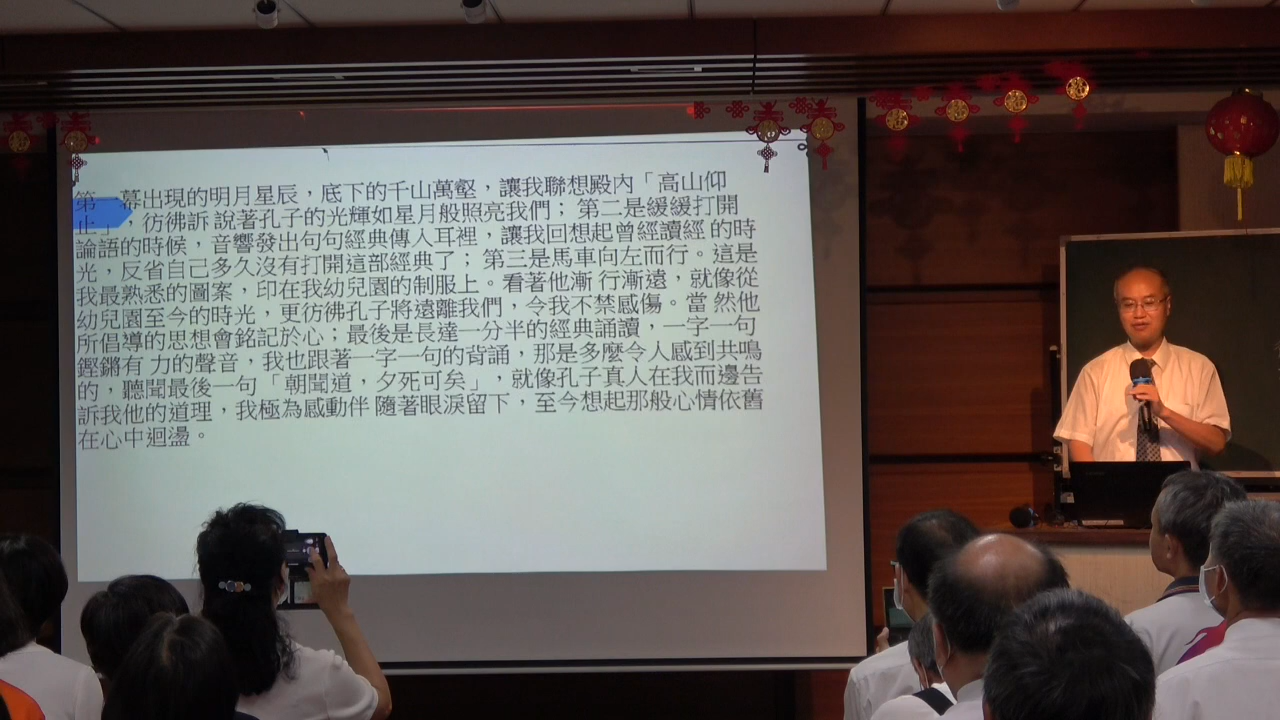 第一幕出現的明月星辰，底下的千山萬壑，讓我聯想殿內「高山仰
止」，彷彿訴 說著孔子的光輝如星月般照亮我們； 第二是緩緩打開
論語的時候，音響發出句句經典傳入耳裡，讓我回想起曾經讀經 的時
光，反省自己多久沒有打開這部經典了； 第三是馬車向左而行。這是
我最熟悉的圖案，印在我幼兒園的制服上。看著他漸 行漸遠，就像從
幼兒園至今的時光，更彷彿孔子將遠離我們，令我不禁感傷。當 然他
所倡導的思想會銘記於心；最後是長達一分半的經典誦讀，一字一句
鏗鏘有 力的聲音，我也跟著一字一句的背誦，那是多麼令人感到共鳴
的，聽聞最後一句「朝聞道，夕死可矣」，就像孔子真人在我而邊告
訴我他的道理，我極為感動伴 隨著眼淚留下，至今想起那般心情依舊
在心中迴盪。